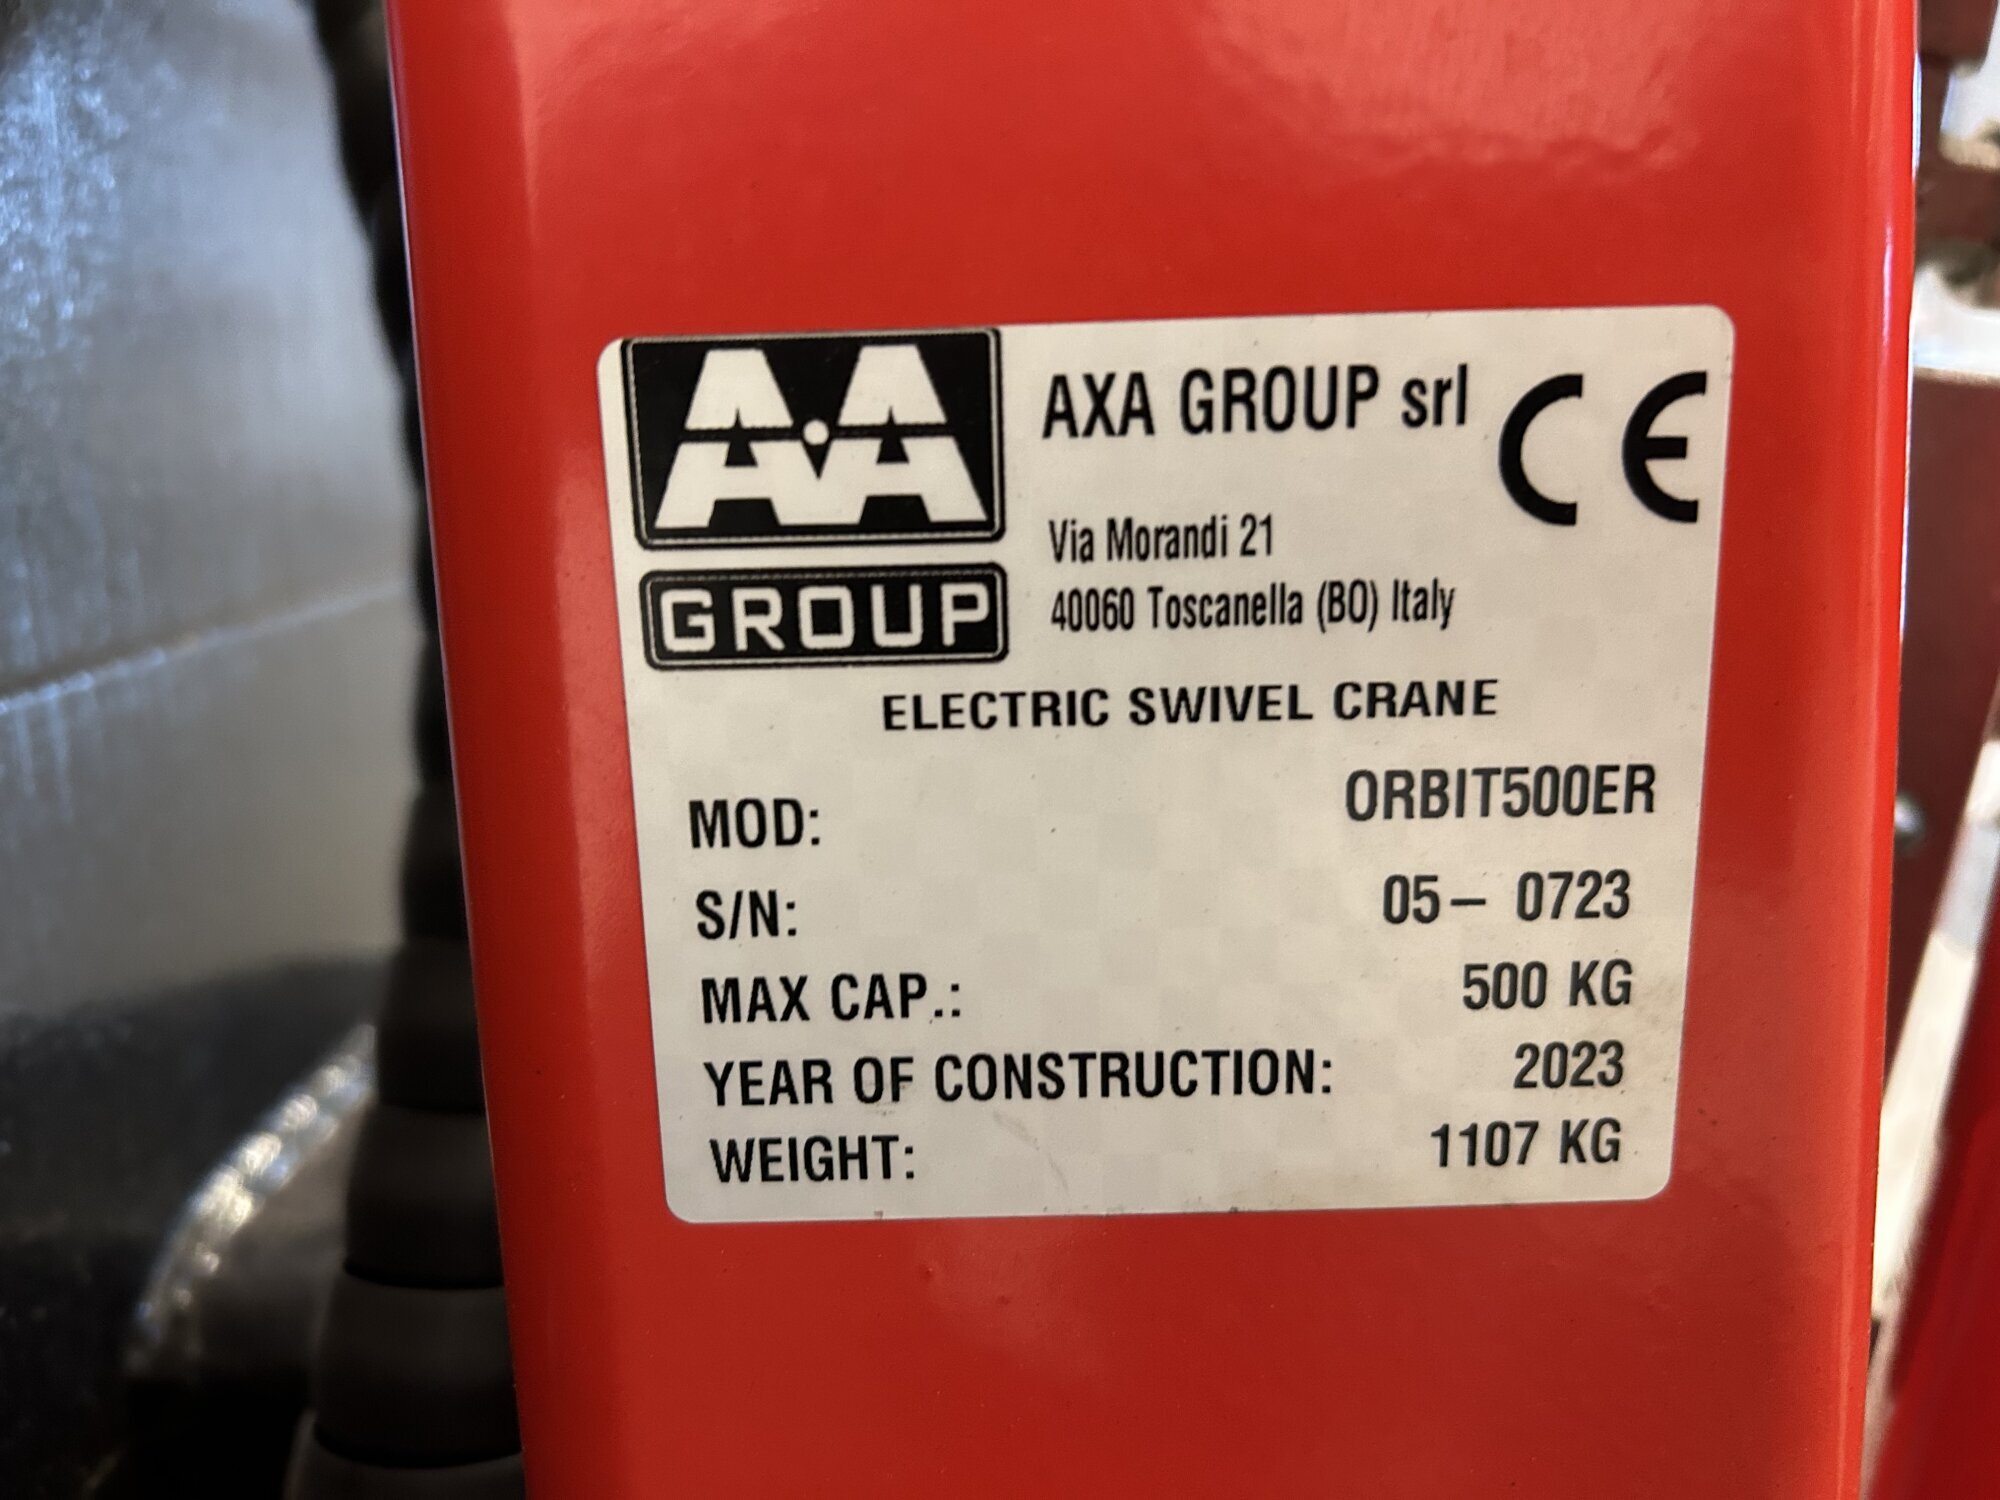 AXA
GROUP
AXA GROUP srl CE
Via Morandi 21
40060 Toscanella (BO) Italy
ELECTRIC SWIVEL CRANE
MOD: ORBIT500ER
S/N: 05– 0723
MAX CAP.: 500 KG
YEAR OF CONSTRUCTION: 2023
WEIGHT: 1107 KG